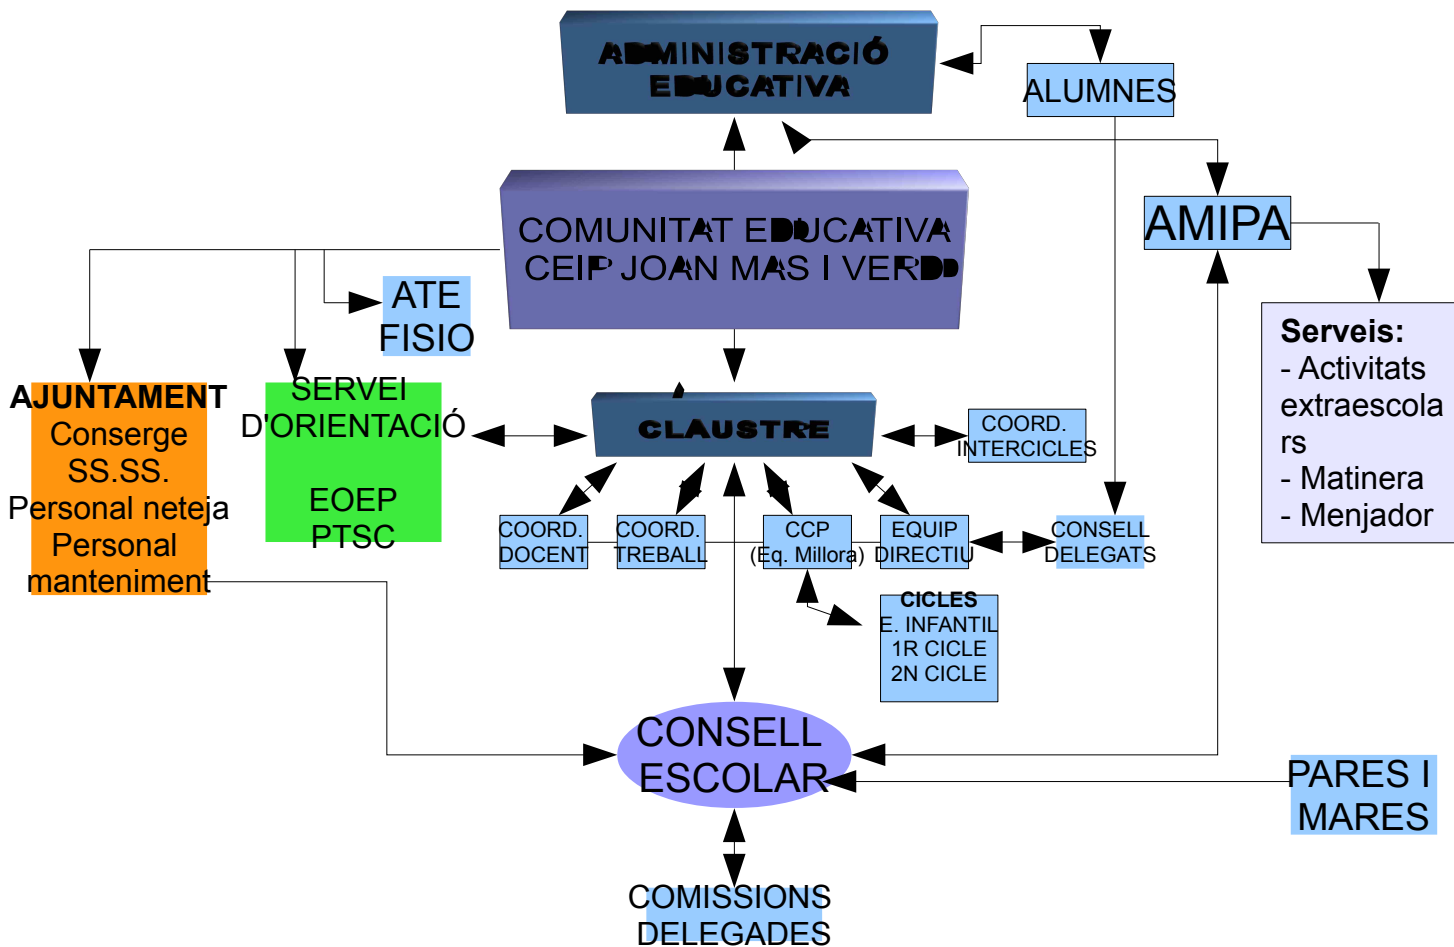 ADMINISTRACIÓ
EDUCATIVA
ALUMNES
COMUNITAT EDUCATIVA
CEIP JOAN MAS I VERD
AMIPA
ATE
FISIO
Serveis:
- Activitats
extraescola
rs
- Matinera
- Menjador
AJUNTAMENT
Conserge
SS.SS.
Personal neteja
Personal
manteniment
SERVEI
D'ORIENTACIÓ
EOEP
PTSC
CLAUSTRE
COORD.
INTERCICLES
COORD.
DOCENT
COORD.
TREBALL
CCP
(Eq. Millora)
EQUIP
DIRECTIU
CONSELL
DELEGATS
CICLES
E. INFANTIL
1R CICLE
2N CICLE
CONSELL
ESCOLAR
PARES I
MARES
COMISSIONS
DELEGADES